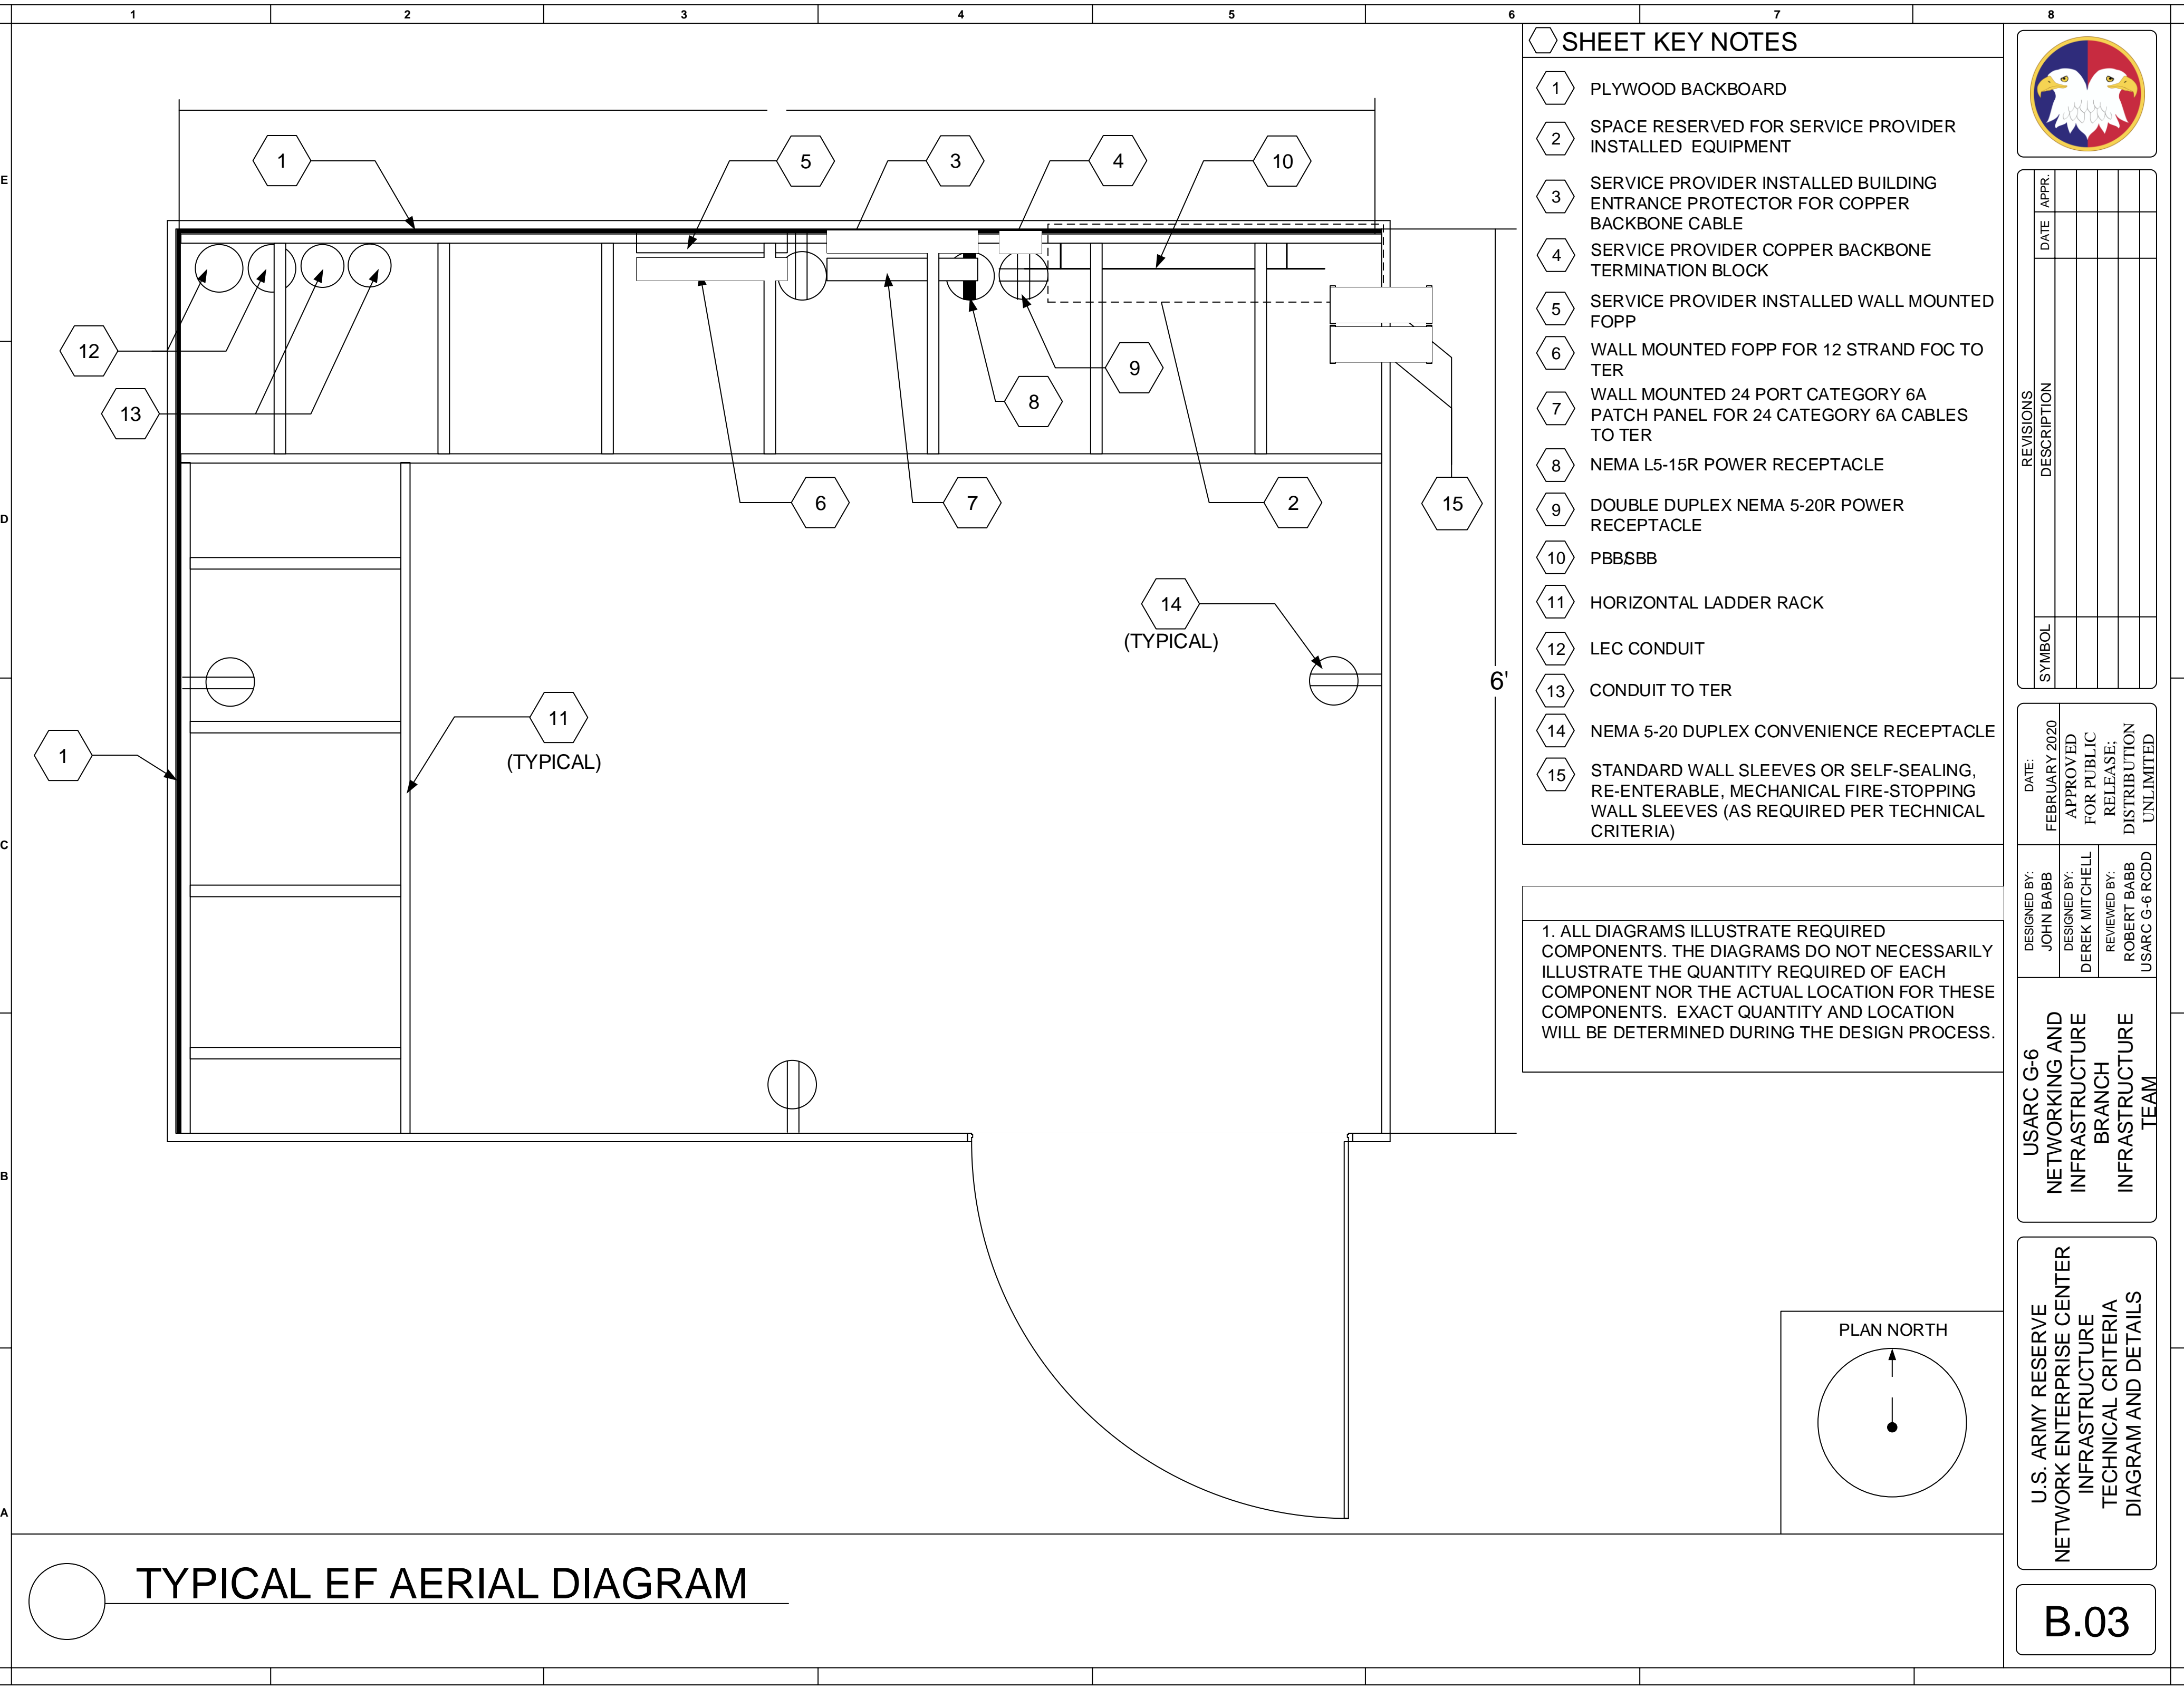 1 2 3 4 5 6 7 8
E
D
C
B
A
1
5
3
4
10
12
13
9
8
6
7
2
15
14
(TYPICAL)
11
(TYPICAL)
1
6'
SHEET KEY NOTES
1 PLYWOOD BACKBOARD
2 SPACE RESERVED FOR SERVICE PROVIDER
INSTALLED EQUIPMENT
3 SERVICE PROVIDER INSTALLED BUILDING
ENTRANCE PROTECTOR FOR COPPER
BACKBONE CABLE
4 SERVICE PROVIDER COPPER BACKBONE
TERMINATION BLOCK
5 SERVICE PROVIDER INSTALLED WALL MOUNTED
FOPP
6 WALL MOUNTED FOPP FOR 12 STRAND FOC TO
TER
7 WALL MOUNTED 24 PORT CATEGORY 6A
PATCH PANEL FOR 24 CATEGORY 6A CABLES
TO TER
8 NEMA L5-15R POWER RECEPTACLE
9 DOUBLE DUPLEX NEMA 5-20R POWER
RECEPTACLE
10 PBB/SBB
11 HORIZONTAL LADDER RACK
12 LEC CONDUIT
13 CONDUIT TO TER
14 NEMA 5-20 DUPLEX CONVENIENCE RECEPTACLE
15 STANDARD WALL SLEEVES OR SELF-SEALING,
RE-ENTERABLE, MECHANICAL FIRE-STOPPING
WALL SLEEVES (AS REQUIRED PER TECHNICAL
CRITERIA)
1. ALL DIAGRAMS ILLUSTRATE REQUIRED
COMPONENTS. THE DIAGRAMS DO NOT NECESSARILY
ILLUSTRATE THE QUANTITY REQUIRED OF EACH
COMPONENT NOR THE ACTUAL LOCATION FOR THESE
COMPONENTS. EXACT QUANTITY AND LOCATION
WILL BE DETERMINED DURING THE DESIGN PROCESS.
PLAN NORTH
TYPICAL EF AERIAL DIAGRAM
REVISIONS
SYMBOL DESCRIPTION DATE APPR.
DATE:
FEBRUARY 2020
APPROVED
FOR PUBLIC
RELEASE;
DISTRIBUTION
UNLIMITED
DESIGNED BY:
JOHN BABB
DESIGNED BY:
DEREK MITCHELL
REVIEWED BY:
ROBERT BABB
USARC G-6 RCDD
USARC G-6
NETWORKING AND
INFRASTRUCTURE
BRANCH
INFRASTRUCTURE
TEAM
U.S. ARMY RESERVE
NETWORK ENTERPRISE CENTER
INFRASTRUCTURE
TECHNICAL CRITERIA
DIAGRAM AND DETAILS
B.03